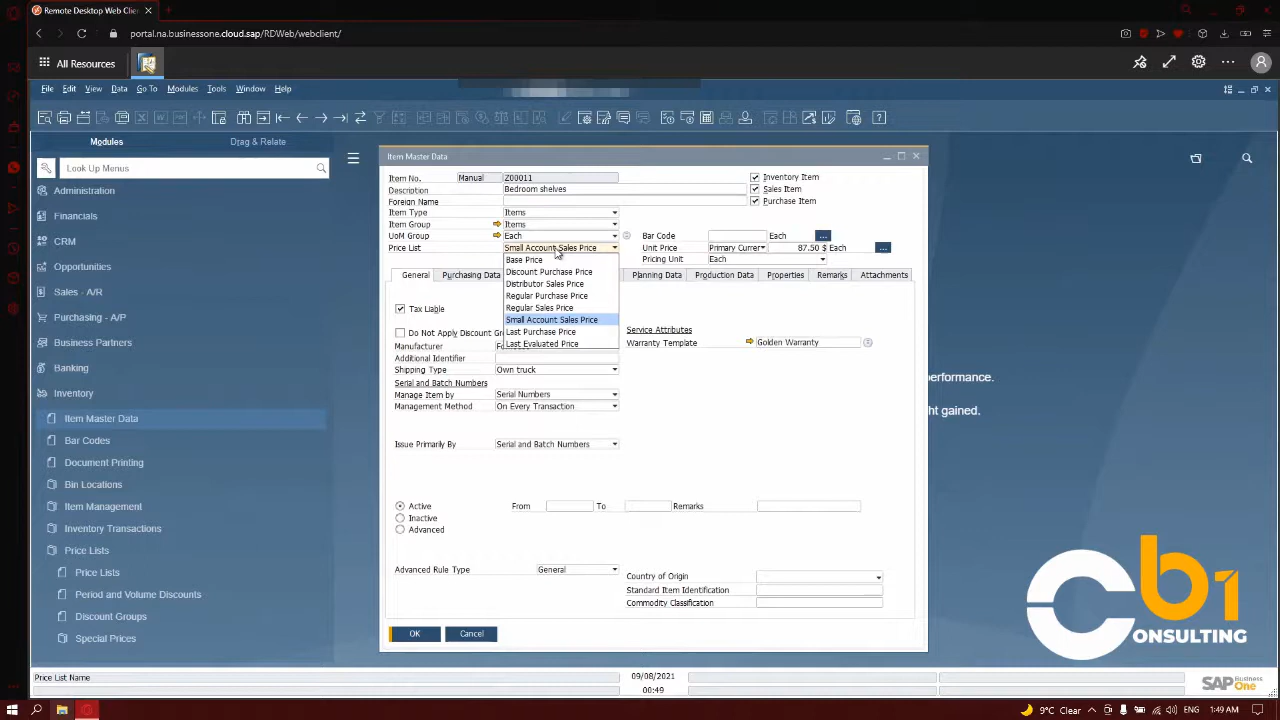 Remote Desktop Web Clie
portal.na.businessone.cloud.sap/RDWeb/webclient/
All Resources
File Edit View Data Go To Modules Tools Window Help
Modules Drag & Relate
Look Up Menus
Administration
Financials
CRM
Opportunities
Sales - A/R
Purchasing - A/P
Business Partners
Banking
Inventory
Item Master Data
Bar Codes
Document Printing
Bin Locations
Item Management
Inventory Transactions
Price Lists
Price Lists
Period and Volume Discounts
Discount Groups
Special Prices
Item Master Data
Item No. Manual Z00011 Inventory Item
Description Bedroom shelves Sales Item
Foreign Name Purchase Item
Item Type Items
Item Group Items
UoM Group Each Bar Code Each ...
Price List Small Account Sales Price Unit Price Primary Curren 87.50 $ Each ...
Pricing Unit Each
Base Price
Discount Purchase Price
Distributor Sales Price
Regular Purchase Price
Regular Sales Price
Small Account Sales Price
Last Purchase Price
Last Evaluated Price
General Purchasing Data Planning Data Production Data Properties Remarks Attachments
Tax Liable
Do Not Apply Discount Gr
Service Attributes
Manufacturer Fo
Warranty Template Golden Warranty
Additional Identifier
Shipping Type Own truck
Serial and Batch Numbers
Manage Item by Serial Numbers
Management Method On Every Transaction
Issue Primarily By Serial and Batch Numbers
Active From To Remarks
Inactive
Advanced
Advanced Rule Type General
Country of Origin
Standard Item Identification
Commodity Classification
OK Cancel
erformance.
ht gained.
Cb1
ONSULTING
Price List Name
09/08/2021
00:49
SAP Business One
9°C Clear ENG 1:49 AM